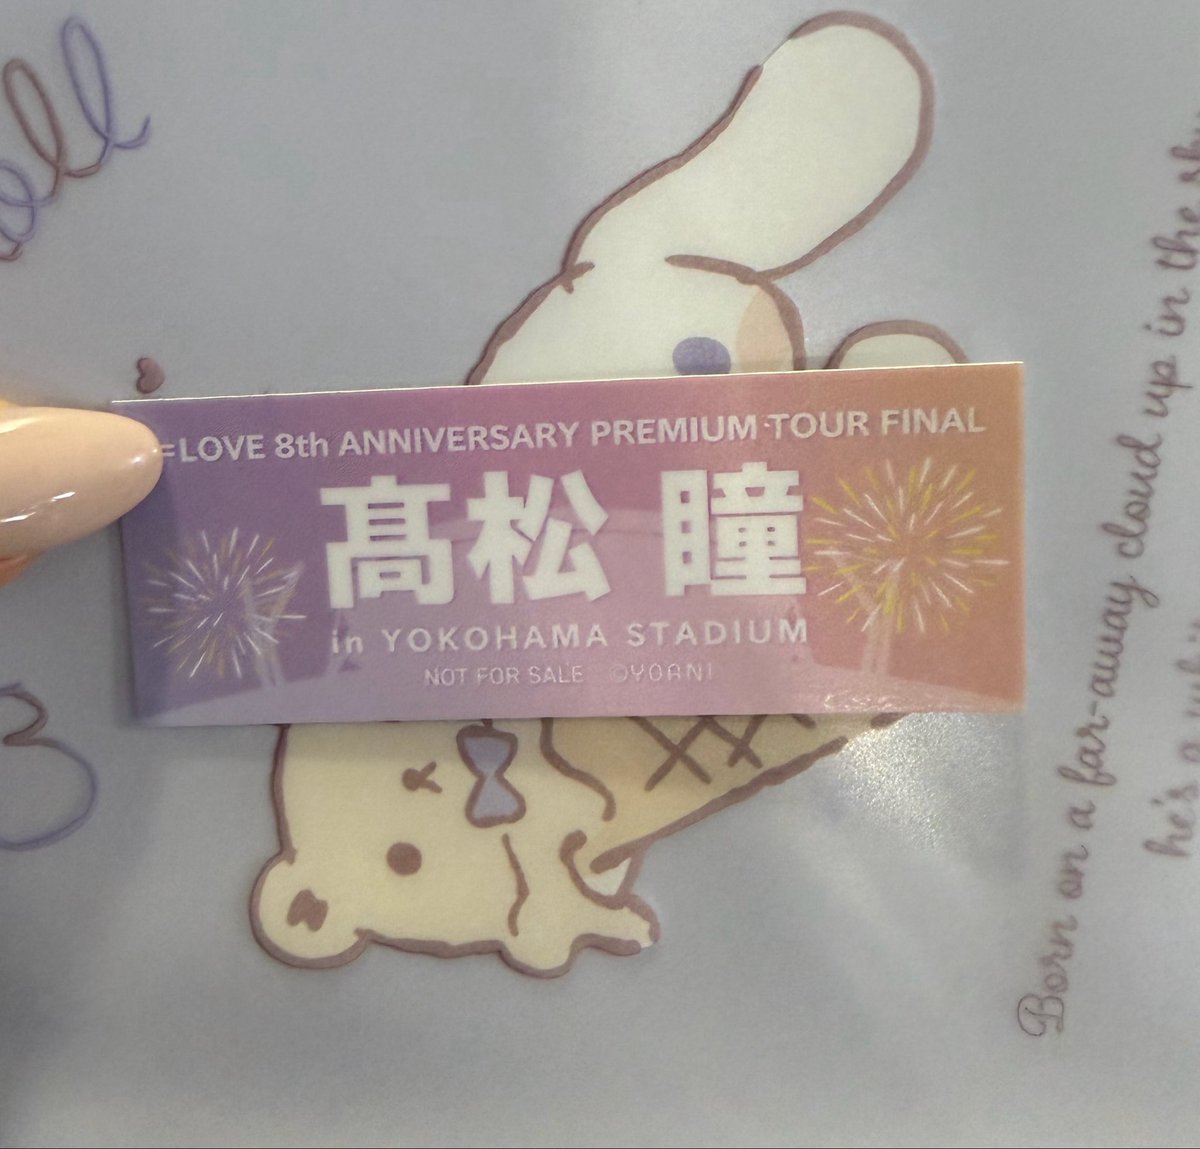 =LOVE 8th ANNIVERSARY PREMIUM TOUR FINAL
髙松 瞳
in YOKOHAMA STADIUM
NOT FOR SALE ©YOANI
Born on a far-away cloud up in the
he's a